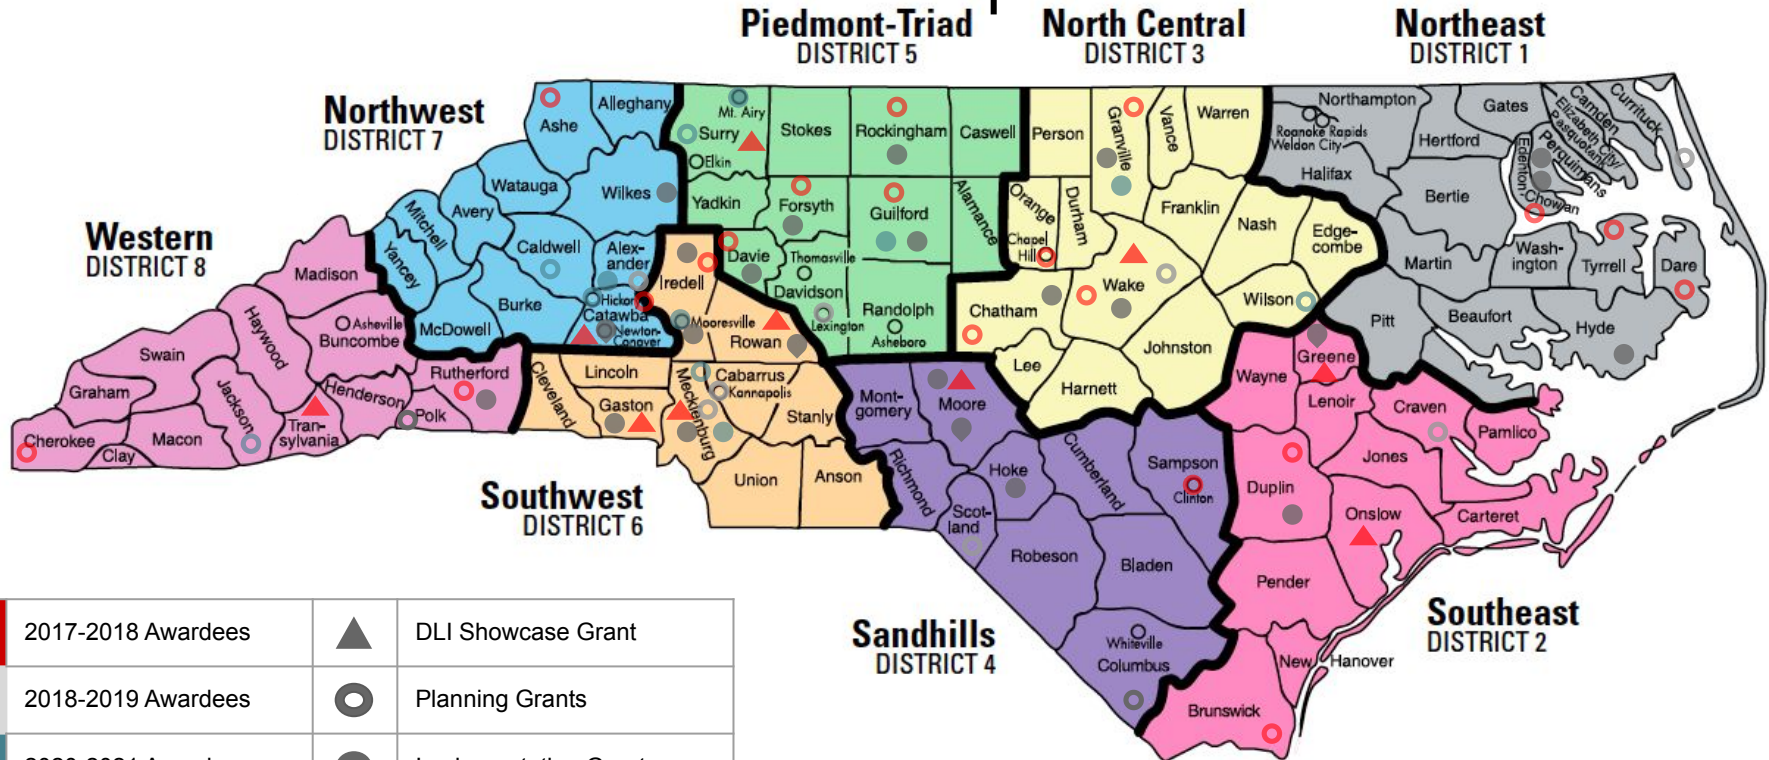 Piedmont-Triad
DISTRICT 5
North Central
DISTRICT 3
Northeast
DISTRICT 1
Northwest
DISTRICT 7
Western
DISTRICT 8
Southwest
DISTRICT 6
Sandhills
DISTRICT 4
Southeast
DISTRICT 2
Ashe
Alleghany
Watauga
Wilkes
Mitchell
Avery
Yancey
Caldwell
Alex-
ander
Burke
McDowell
Hickory
Catawba
Newton-
Conover
Madison
Haywood
Asheville
Buncombe
Swain
Graham
Jackson
Henderson
Rutherford
Polk
Tran-
sylvania
Cherokee
Clay
Macon
Mt. Airy
Surry
Elkin
Stokes
Rockingham
Caswell
Yadkin
Forsyth
Guilford
Alamance
Davie
Thomasville
Davidson
Lexington
Randolph
Asheboro
Iredell
Mooresville
Rowan
Cleveland
Lincoln
Gaston
Mecklenburg
Cabarrus
Kannapolis
Stanly
Union
Anson
Person
Granville
Vance
Warren
Orange
Durham
Chapel
Hill
Franklin
Nash
Edge-
combe
Wake
Wilson
Chatham
Lee
Harnett
Johnston
Northampton
Roanoke Rapids
Weldon City
Halifax
Gates
Hertford
Bertie
Camden
Currituck
Elizabeth City/
Pasquotank
Perquimans
Edenton
Chowan
Martin
Wash-
ington
Tyrrell
Dare
Pitt
Beaufort
Hyde
Mont-
gomery
Moore
Richmond
Hoke
Scot-
land
Cumberland
Sampson
Clinton
Robeson
Bladen
Whiteville
Columbus
Wayne
Greene
Lenoir
Craven
Pamlico
Jones
Duplin
Onslow
Carteret
Pender
New Hanover
Brunswick
2017-2018 Awardees
DLI Showcase Grant
2018-2019 Awardees
Planning Grants